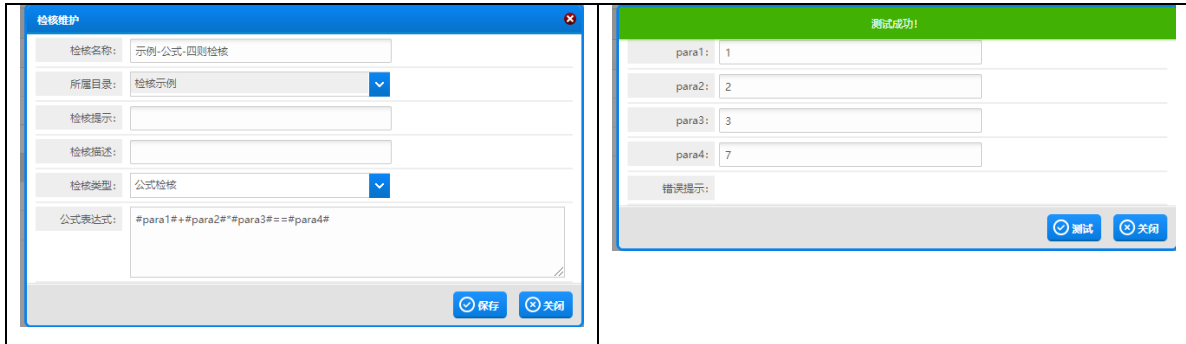 检核维护
检核名称: 示例-公式-四则检核
所属目录: 检核示例
检核提示:
检核描述:
检核类型: 公式检核
公式表达式: #para1#+#para2#*#para3#==#para4#
保存 关闭
测试成功!
para1: 1
para2: 2
para3: 3
para4: 7
错误提示:
测试 关闭